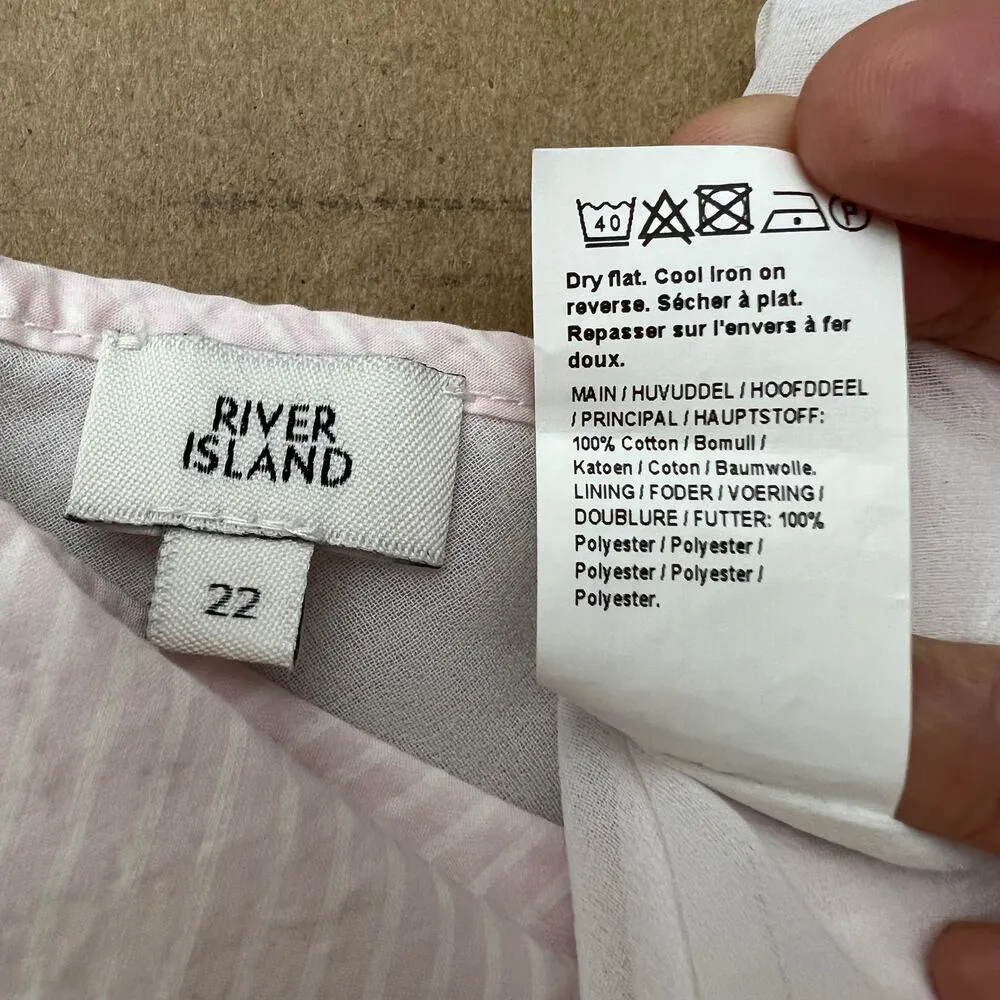 RIVER
ISLAND
22
40
P
Dry flat. Cool Iron on
reverse. Sécher à plat.
Repasser sur l'envers à fer
doux.
MAIN / HUVUDDEL / HOOFDDEEL
/ PRINCIPAL / HAUPTSTOFF:
100% Cotton / Bomull /
Katoen / Coton / Baumwolle.
LINING / FODER / VOERING /
DOUBLURE / FUTTER: 100%
Polyester / Polyester /
Polyester / Polyester /
Polyester.